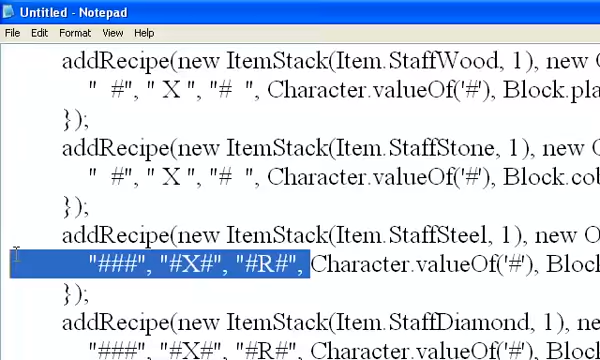 Untitled - Notepad
File Edit Format View Help
addRecipe(new ItemStack(Item.StaffWood, 1), new
"  #", " X ", "#  ", Character.valueOf('#'), Block.pla
});
addRecipe(new ItemStack(Item.StaffStone, 1), new
"  #", " X ", "#  ", Character.valueOf('#'), Block.cob
});
addRecipe(new ItemStack(Item.StaffSteel, 1), new O
"###", "#X#", "#R#", Character.valueOf('#'), Block
});
addRecipe(new ItemStack(Item.StaffDiamond, 1), new
"###", "#X#", "#R#", Character.valueOf('#'), Block